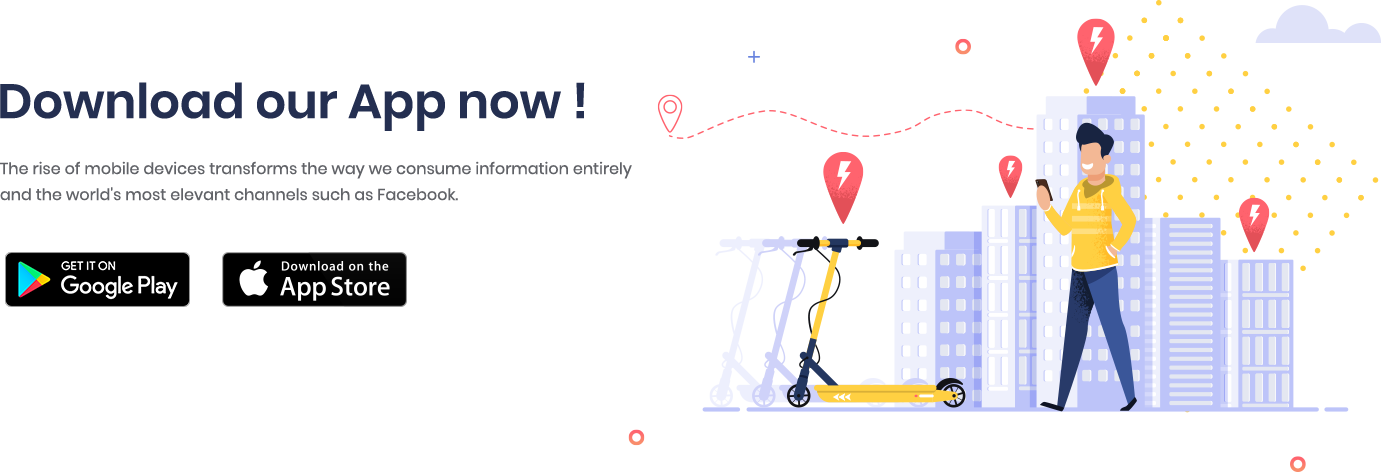 Download our App now !
The rise of mobile devices transforms the way we consume information entirely
and the world's most elevant channels such as Facebook.
GET IT ON
Google Play
Download on the
App Store